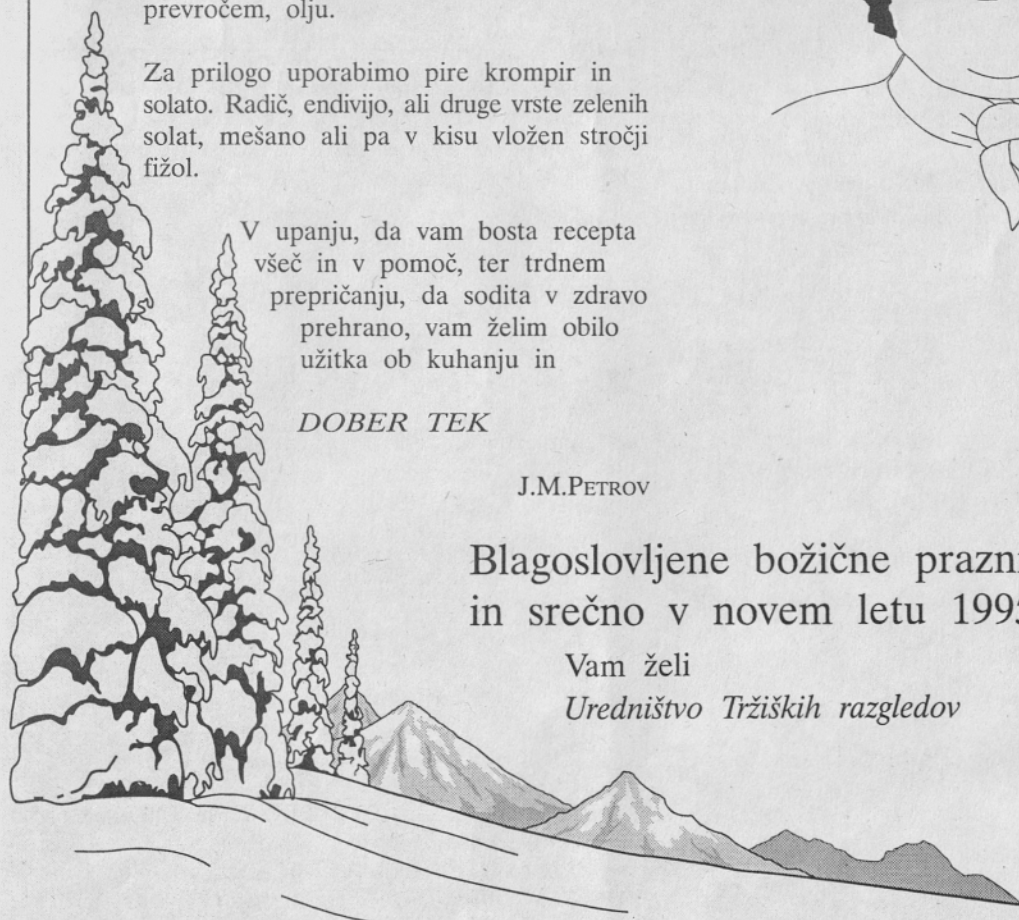 prevročem, olju.
Za prilogo uporabimo pire krompir in
solato. Radič, endivijo, ali druge vrste zelenih
solat, mešano ali pa v kisu vložen stročji
fižol.
V upanju, da vam bosta recepta
všeč in v pomoč, ter trdnem
prepričanju, da sodita v zdravo
prehrano, vam želim obilo
užitka ob kuhanju in
DOBER TEK
J.M.PETROV
Blagoslovljene božične
in srečno v novem letu
Vam želi
Uredništvo Tržiških razgledov